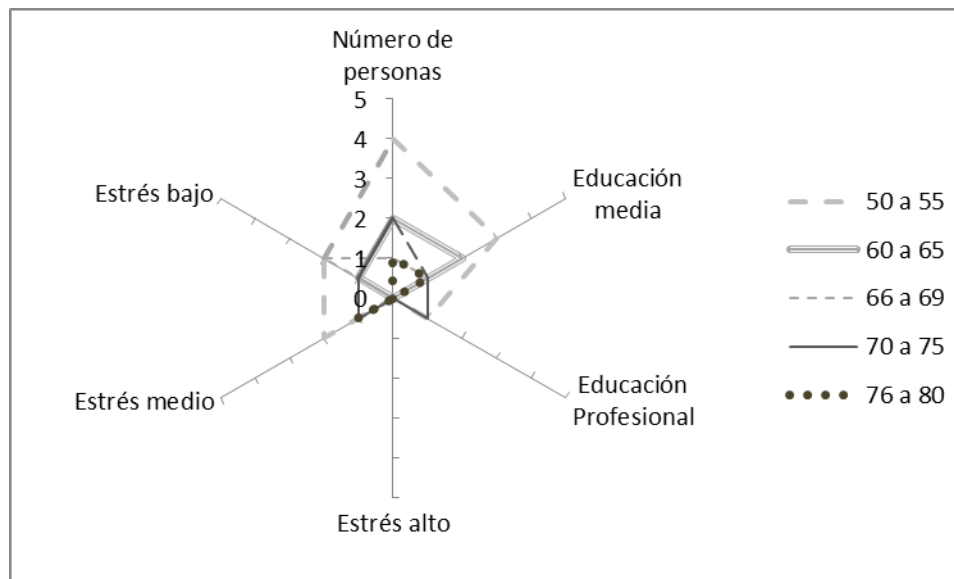 Número de
personas
5
4
3
2
1
0
Educación
media
Educación
Profesional
Estrés alto
Estrés medio
Estrés bajo
50 a 55
60 a 65
66 a 69
70 a 75
76 a 80